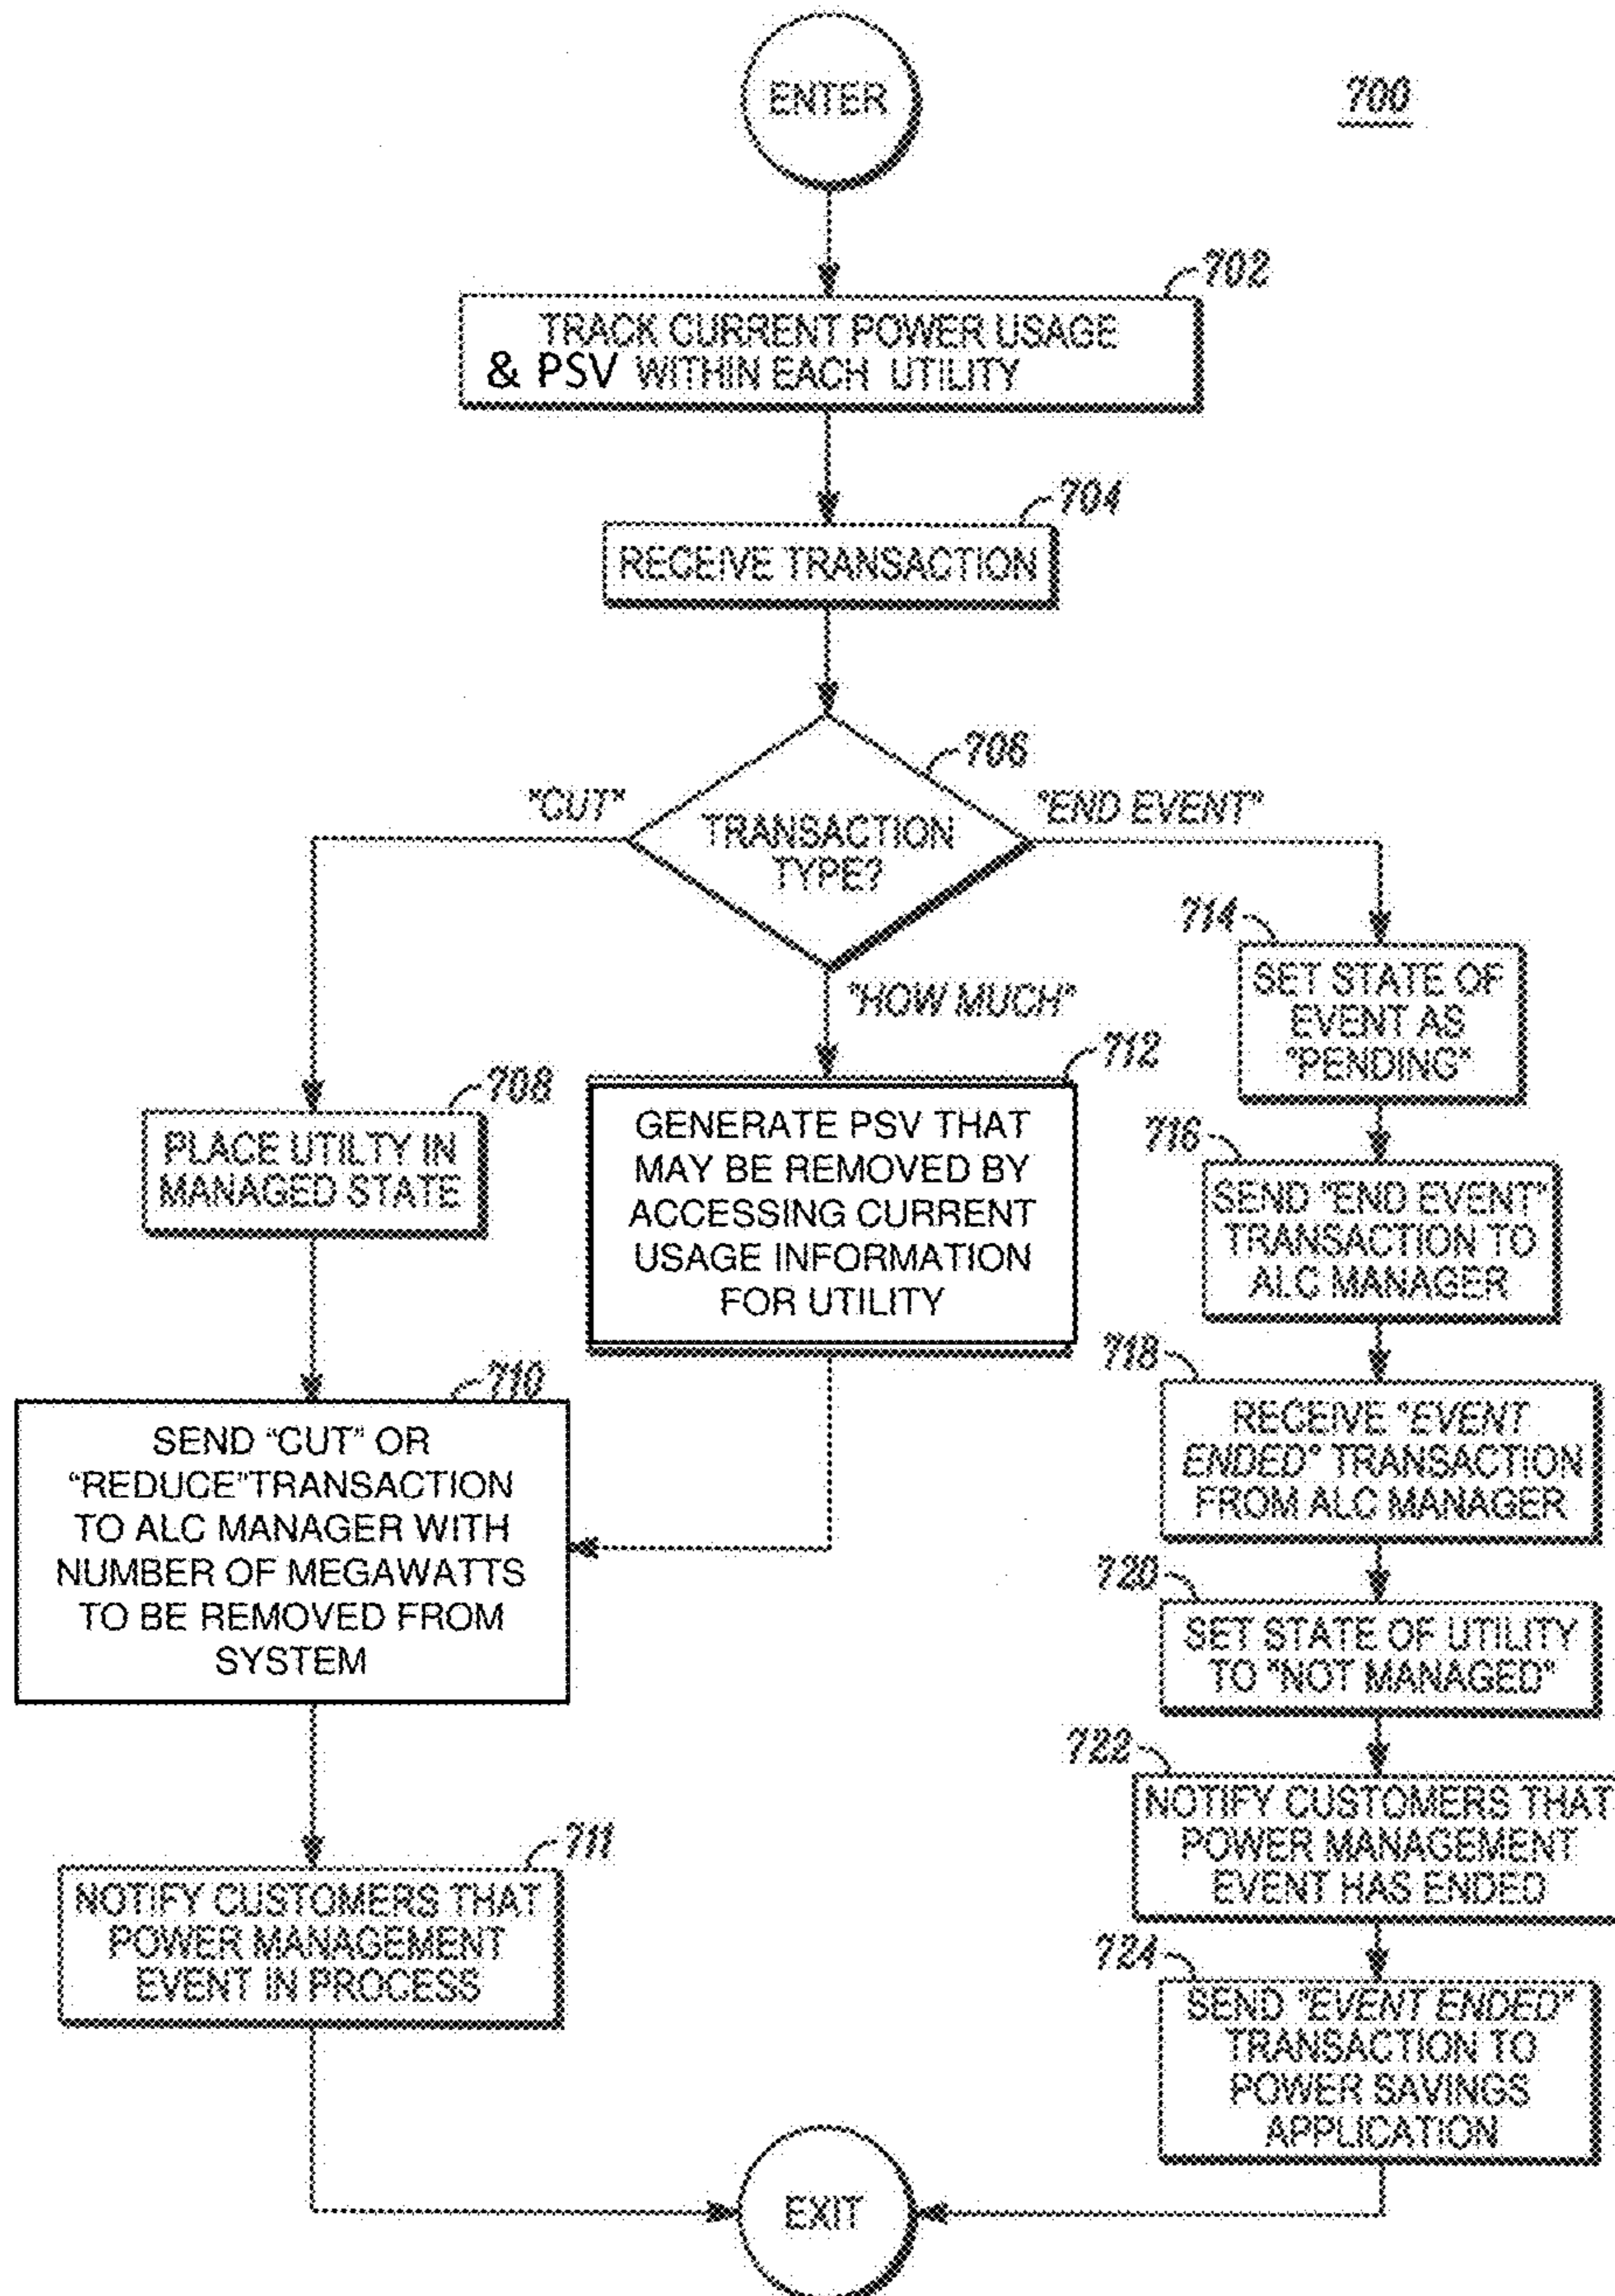 ENTER
700
702
TRACK CURRENT POWER USAGE
& PSV WITHIN EACH UTILITY
704
RECEIVE TRANSACTION
706
TRANSACTION
TYPE?
"CUT"
"END EVENT"
"HOW MUCH"
708
PLACE UTILTY IN
MANAGED STATE
712
GENERATE PSV THAT
MAY BE REMOVED BY
ACCESSING CURRENT
USAGE INFORMATION
FOR UTILITY
710
SEND "CUT" OR
"REDUCE"TRANSACTION
TO ALC MANAGER WITH
NUMBER OF MEGAWATTS
TO BE REMOVED FROM
SYSTEM
711
NOTIFY CUSTOMERS THAT
POWER MANAGEMENT
EVENT IN PROCESS
714
SET STATE OF
EVENT AS
"PENDING"
716
SEND "END EVENT"
TRANSACTION TO
ALC MANAGER
718
RECEIVE "EVENT
ENDED" TRANSACTION
FROM ALC MANAGER
720
SET STATE OF UTILITY
TO "NOT MANAGED"
722
NOTIFY CUSTOMERS THAT
POWER MANAGEMENT
EVENT HAS ENDED
724
SEND "EVENT ENDED"
TRANSACTION TO
POWER SAVINGS
APPLICATION
EXIT